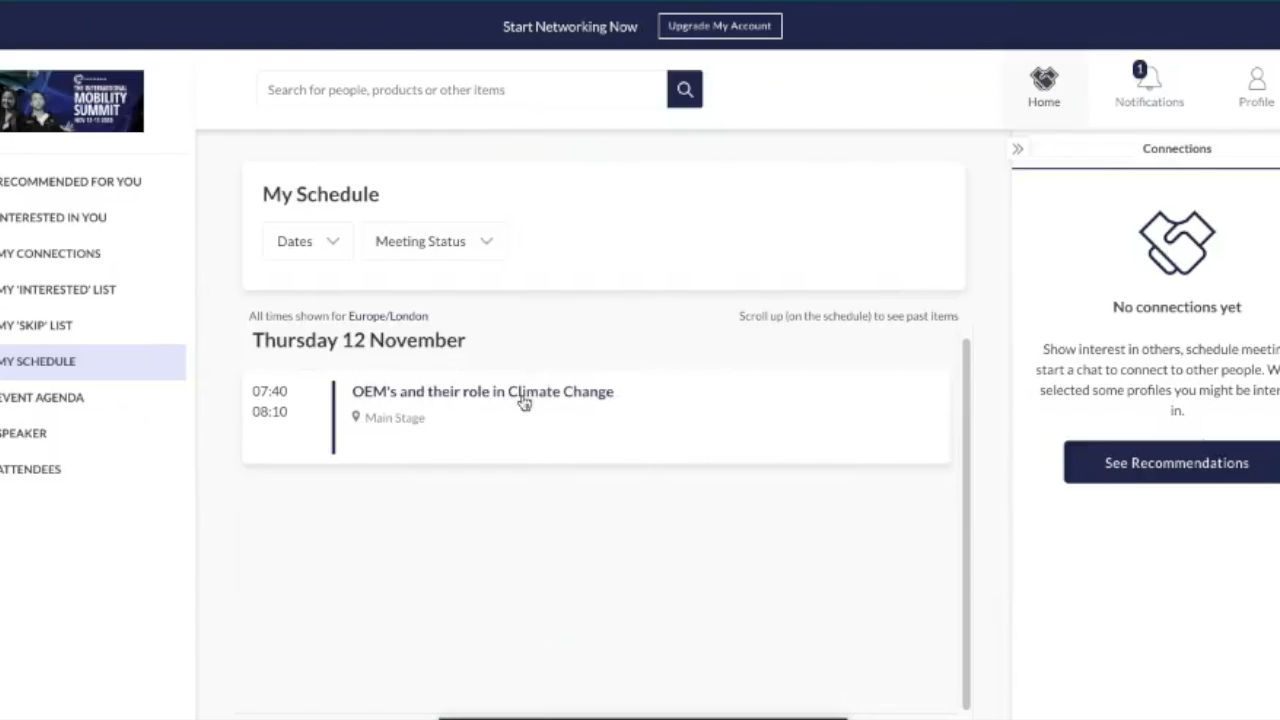 Start Networking Now
Upgrade My Account
THE INTERNATIONAL
MOBILITY
SUMMIT
Search for people, products or other items
Home
1
Notifications
Profile
RECOMMENDED FOR YOU
INTERESTED IN YOU
MY CONNECTIONS
MY 'INTERESTED' LIST
MY 'SKIP' LIST
MY SCHEDULE
EVENT AGENDA
SPEAKER
ATTENDEES
My Schedule
Dates
Meeting Status
All times shown for Europe/London
Scroll up (on the schedule) to see past items
Thursday 12 November
07:40
08:10
OEM's and their role in Climate Change
Main Stage
Connections
No connections yet
Show interest in others, schedule meetin
start a chat to connect to other people. W
selected some profiles you might be inter
in.
See Recommendations